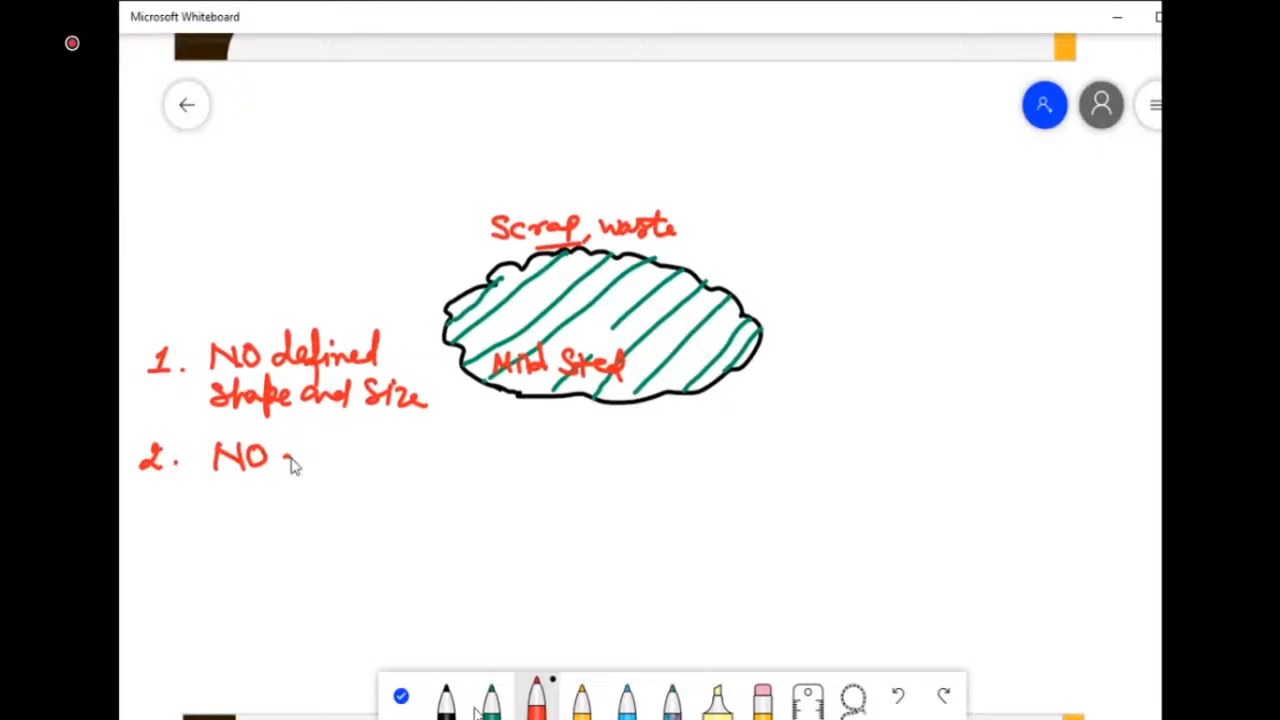 Microsoft Whiteboard
Scrap, waste
1. NO defined
shape and Size
Mild Steel
2. NO